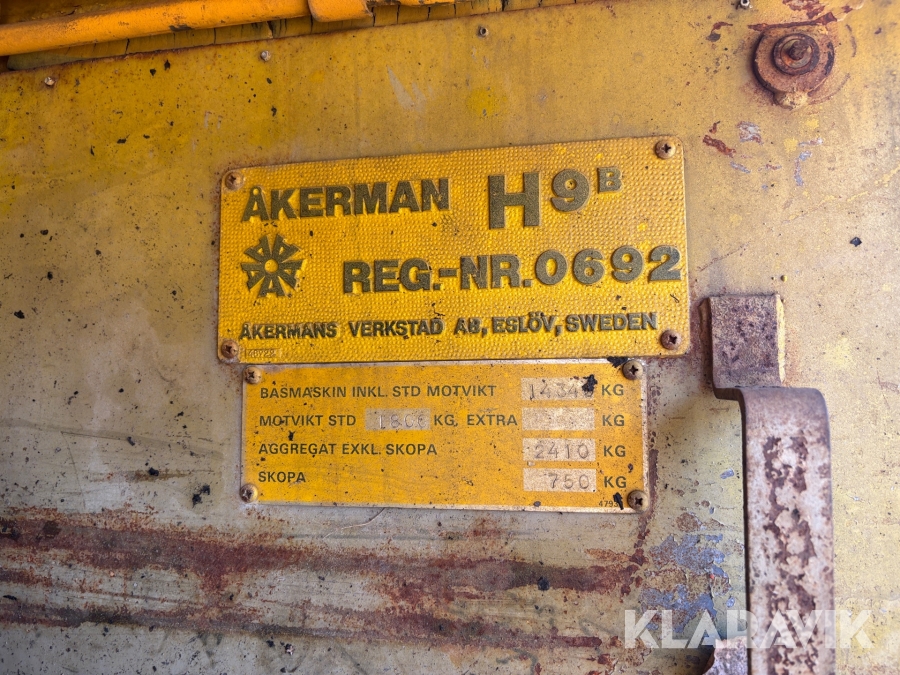 ÅKERMAN H9B
REG.-NR.0692
ÅKERMANS VERKSTAD AB, ESLÖV, SWEDEN
BASMASKIN INKL. STD MOTVIKT KG
MOTVIKT STD KG, EXTRA KG
AGGREGAT EXKL. SKOPA 2410 KG
SKOPA 750 KG
KLARAVIK